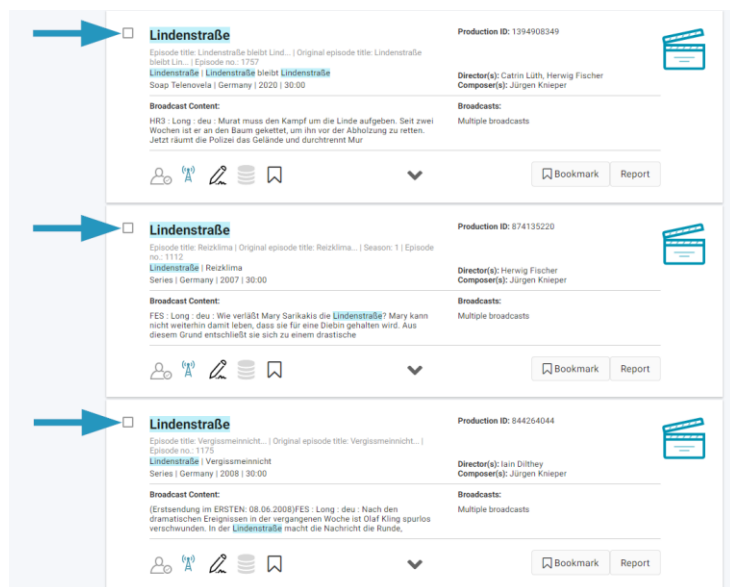 Lindenstraße
Production ID: 1394908349
Episode title: Lindenstraße bleibt Lind... | Original episode title: Lindenstraße
bleibt Lin... | Episode no.: 1757
Lindenstraße | Lindenstraße bleibt Lindenstraße
Soap Telenovela | Germany | 2020 | 30:00
Director(s): Catrin Lüth, Herwig Fischer
Composer(s): Jürgen Knieper
Broadcast Content:
HR3 : Long : deu : Murat muss den Kampf um die Linde aufgeben. Seit zwei
Wochen ist er an den Baum gekettet, um ihn vor der Abholzung zu retten.
Jetzt räumt die Polizei das Gelände und durchtrennt Mur
Broadcasts:
Multiple broadcasts
Bookmark
Report
Lindenstraße
Production ID: 874135220
Episode title: Reizklima | Original episode title: Reizklima... | Season: 1 | Episode
no.: 1112
Lindenstraße | Reizklima
Series | Germany | 2007 | 30:00
Director(s): Herwig Fischer
Composer(s): Jürgen Knieper
Broadcast Content:
FES : Long : deu : Wie verläßt Mary Sarikakis die Lindenstraße? Mary kann
nicht weiterhin damit leben, dass sie für eine Diebin gehalten wird. Aus
diesem Grund entschließt sie sich zu einem drastische
Broadcasts:
Multiple broadcasts
Bookmark
Report
Lindenstraße
Production ID: 844264044
Episode title: Vergissmeinnicht... | Original episode title: Vergissmeinnicht... |
Episode no.: 1175
Lindenstraße | Vergissmeinnicht
Series | Germany | 2008 | 30:00
Director(s): Iain Dilthey
Composer(s): Jürgen Knieper
Broadcast Content:
(Erstsendung im ERSTEN: 08.06.2008)FES : Long : deu : Nach den
dramatischen Ereignissen in der vergangenen Woche ist Olaf Kling spurlos
verschwunden. In der Lindenstraße macht die Nachricht die Runde,
Broadcasts:
Multiple broadcasts
Bookmark
Report